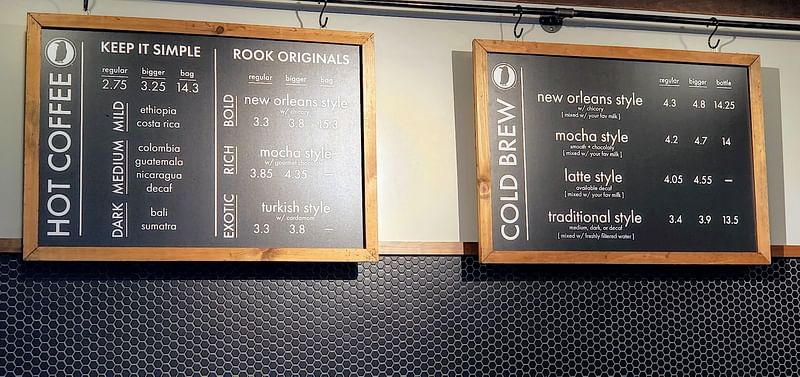 HOT COFFEE
KEEP IT SIMPLE
regular bigger bag
2.75 3.25 14.3
MILD
ethiopia
costa rica
MEDIUM
colombia
guatemala
nicaragua
decaf
DARK
bali
sumatra
ROOK ORIGINALS
regular bigger bag
BOLD
new orleans style
w/ chicory
3.3 3.8 15.3
RICH
mocha style
w/ gourmet chocolate
3.85 4.35 —
EXOTIC
turkish style
w/ cardamom
3.3 3.8 —
COLD BREW
regular bigger bottle
new orleans style 4.3 4.8 14.25
w/ chicory
[ mixed w/ your fav milk ]
mocha style 4.2 4.7 14
smooth + chocolaty
[ mixed w/ your fav milk ]
latte style 4.05 4.55 —
available decaf
[ mixed w/ your fav milk ]
traditional style 3.4 3.9 13.5
medium, dark, or decaf
[ mixed w/ freshly filtered water ]